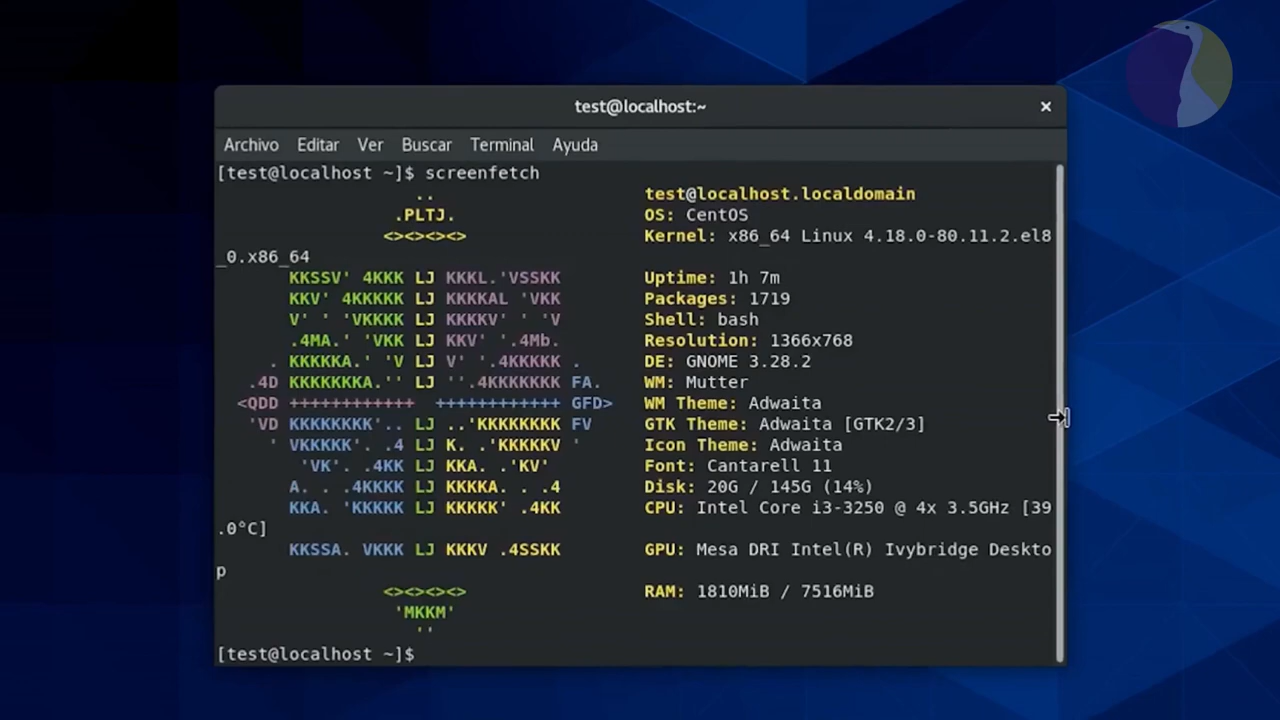 test@localhost:~
Archivo Editar Ver Buscar Terminal Ayuda
[test@localhost ~]$ screenfetch
.. test@localhost.localdomain
.PLTJ. OS: CentOS
<><><><> Kernel: x86_64 Linux 4.18.0-80.11.2.el8
_0.x86_64
KKSSV' 4KKK LJ KKKL.'VSSKK Uptime: 1h 7m
KKV' 4KKKKK LJ KKKKAL 'VKK Packages: 1719
V' ' 'VKKKK LJ KKKKV' ' 'V Shell: bash
.4MA.' 'VKK LJ KKV' '.4Mb. Resolution: 1366x768
. KKKKKA.' 'V LJ V' '.4KKKKK . DE: GNOME 3.28.2
.4D KKKKKKKA.'' LJ ''.4KKKKKKK FA. WM: Mutter
<QDD ++++++++++++ ++++++++++++ GFD> WM Theme: Adwaita
'VD KKKKKKKK'.. LJ ..'KKKKKKKK FV GTK Theme: Adwaita [GTK2/3]
' VKKKKK'. .4 LJ K. .'KKKKKV ' Icon Theme: Adwaita
'VK'. .4KK LJ KKA. .'KV' Font: Cantarell 11
A. . .4KKKK LJ KKKKA. . .4 Disk: 20G / 145G (14%)
KKA. 'KKKKK LJ KKKKK' .4KK CPU: Intel Core i3-3250 @ 4x 3.5GHz [39
.0°C]
KKSSA. VKKK LJ KKKV .4SSKK GPU: Mesa DRI Intel(R) Ivybridge Deskto
p
<><><><> RAM: 1810MiB / 7516MiB
'MKKM'
''
[test@localhost ~]$